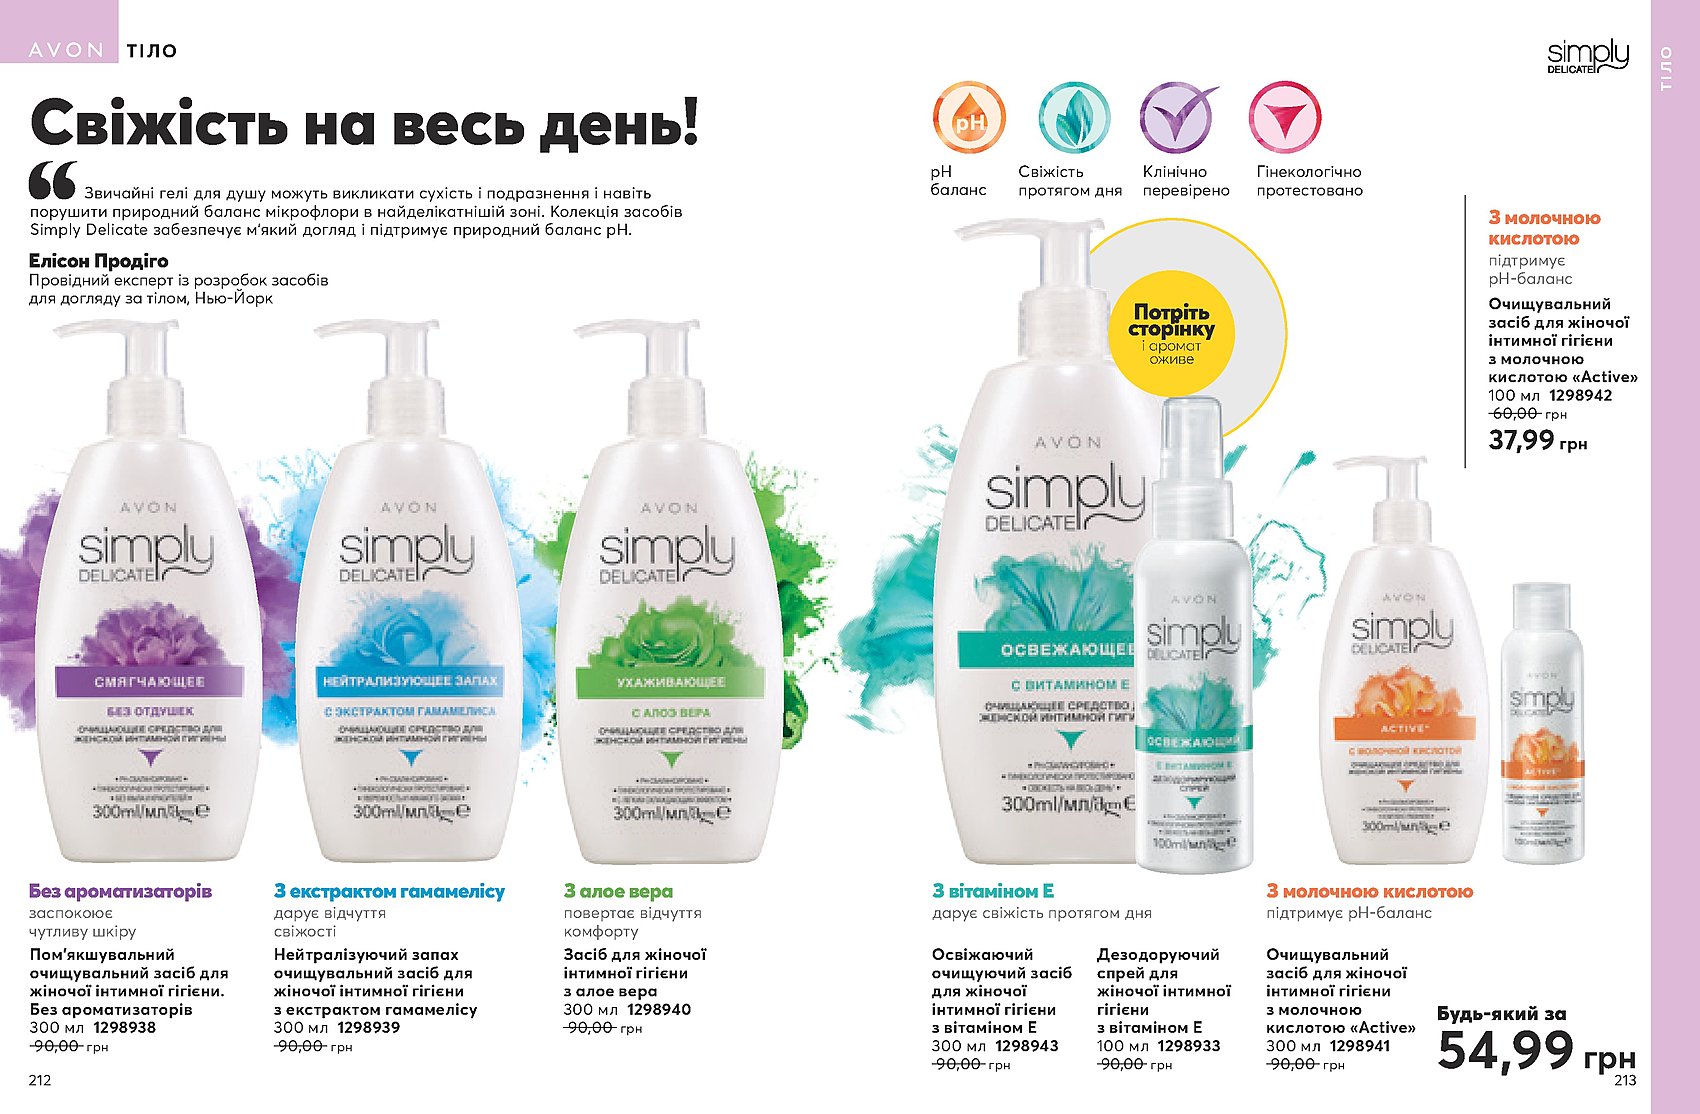 AVON ТІЛО
Свіжість на весь день!
“ Звичайні гелі для душу можуть викликати сухість і подразнення і навіть
порушити природний баланс мікрофлори в найделікатнішій зоні. Колекція засобів
Simply Delicate забезпечує м’який догляд і підтримує природний баланс pH.
Елісон Продіго
Провідний експерт із розробок засобів
для догляду за тілом, Нью-Йорк
AVON
simply
DELICATE
СМЯГЧАЮЩЕЕ
БЕЗ ОТДУШЕК
ОЧИЩАЮЩЕЕ СРЕДСТВО ДЛЯ
ЖЕНСКОЙ ИНТИМНОЙ ГИГИЕНЫ
300ml/мл
AVON
simply
DELICATE
НЕЙТРАЛИЗУЮЩЕЕ ЗАПАХ
С ЭКСТРАКТОМ ГАМАМЕЛИСА
ОЧИЩАЮЩЕЕ СРЕДСТВО ДЛЯ
ЖЕНСКОЙ ИНТИМНОЙ ГИГИЕНЫ
300ml/мл
AVON
simply
DELICATE
УХАЖИВАЮЩЕЕ
С АЛОЭ ВЕРА
ОЧИЩАЮЩЕЕ СРЕДСТВО ДЛЯ
ЖЕНСКОЙ ИНТИМНОЙ ГИГИЕНЫ
300ml/мл
Без ароматизаторів
заспокоює
чутливу шкіру
Пом’якшувальний
очищувальний засіб для
жіночої інтимної гігієни.
Без ароматизаторів
300 мл 1298938
90,00 грн
З екстрактом гамамелісу
дарує відчуття
свіжості
Нейтралізуючий запах
очищувальний засіб для
жіночої інтимної гігієни
з екстрактом гамамелісу
300 мл 1298939
90,00 грн
З алое вера
повертає відчуття
комфорту
Засіб для жіночої
інтимної гігієни
з алое вера
300 мл 1298940
90,00 грн
212
simply
DELICATE
ТІЛО
pH
pH
баланс
Свіжість
протягом дня
Клінічно
перевірено
Гінекологічно
протестовано
Потріть
сторінку
і аромат
оживе
З молочною
кислотою
підтримує
pH-баланс
Очищувальний
засіб для жіночої
інтимної гігієни
з молочною
кислотою «Active»
100 мл 1298942
60,00 грн
37,99 грн
AVON
simply
DELICATE
ОСВЕЖАЮЩЕЕ
С ВИТАМИНОМ Е
ОЧИЩАЮЩЕЕ СРЕДСТВО
ЖЕНСКОЙ ИНТИМНОЙ
300ml/мл
AVON
simply
DELICATE
ОСВЕЖАЮЩИЙ
С ВИТАМИНОМ Е
ДЕЗОДОРИРУЮЩИЙ
СПРЕЙ
100ml/мл
AVON
simply
DELICATE
ACTIVE
С МОЛОЧНОЙ КИСЛОТОЙ
ОЧИЩАЮЩЕЕ СРЕДСТВО ДЛЯ
ЖЕНСКОЙ ИНТИМНОЙ ГИГИЕНЫ
300ml/мл
AVON
simply
DELICATE
ACTIVE
100ml/мл
З вітаміном Е
дарує свіжість протягом дня
Освіжаючий
очищуючий засіб
для жіночої
інтимної гігієни
з вітаміном Е
300 мл 1298943
90,00 грн
Дезодоруючий
спрей для
жіночої інтимної
гігієни
з вітаміном Е
100 мл 1298933
90,00 грн
З молочною кислотою
підтримує pH-баланс
Очищувальний
засіб для жіночої
інтимної гігієни
з молочною
кислотою «Active»
300 мл 1298941
90,00 грн
Будь-який за
54,99 грн
213